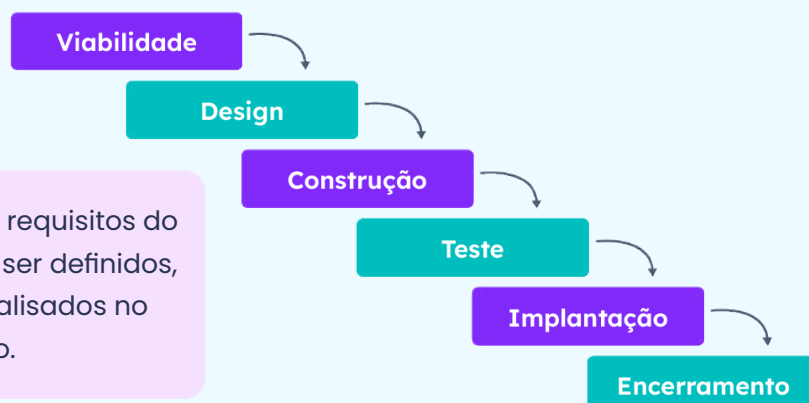 Viabilidade
Design
Construção
Teste
Implantação
Encerramento
requisitos do
ser definidos,
alisados no
o.